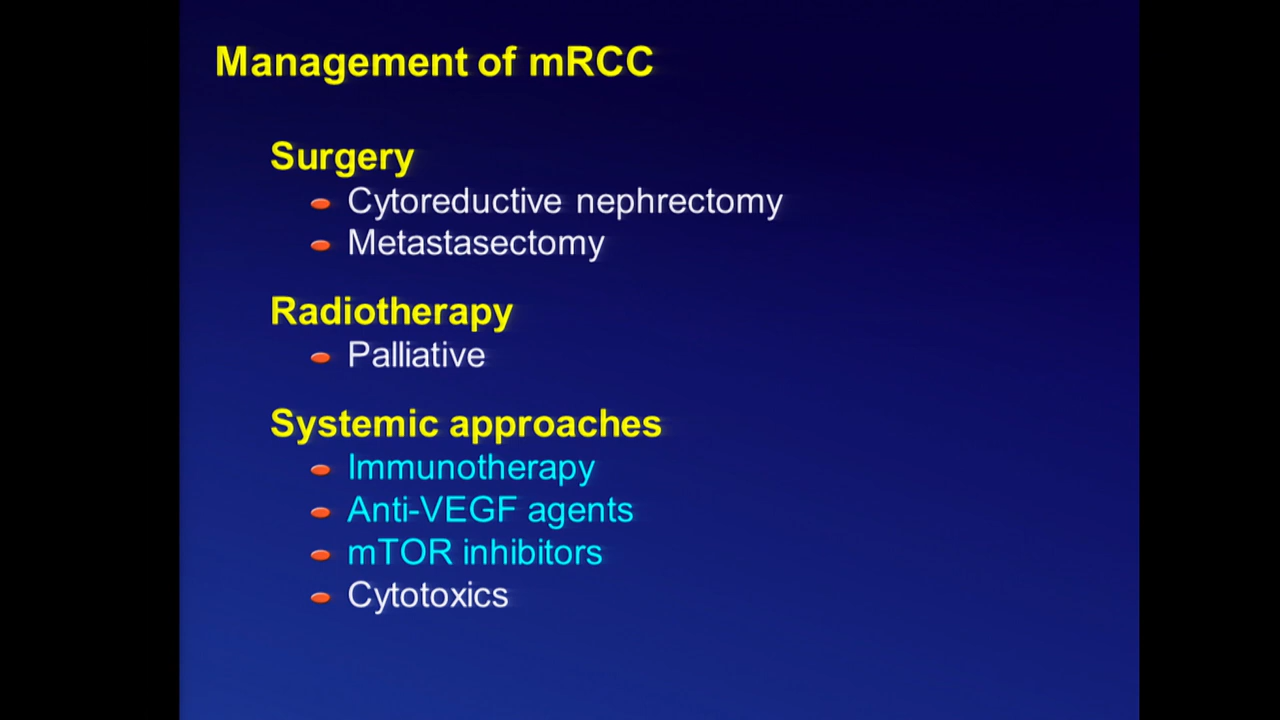 Management of mRCC
Surgery
Cytoreductive nephrectomy
Metastasectomy
Radiotherapy
Palliative
Systemic approaches
Immunotherapy
Anti-VEGF agents
mTOR inhibitors
Cytotoxics